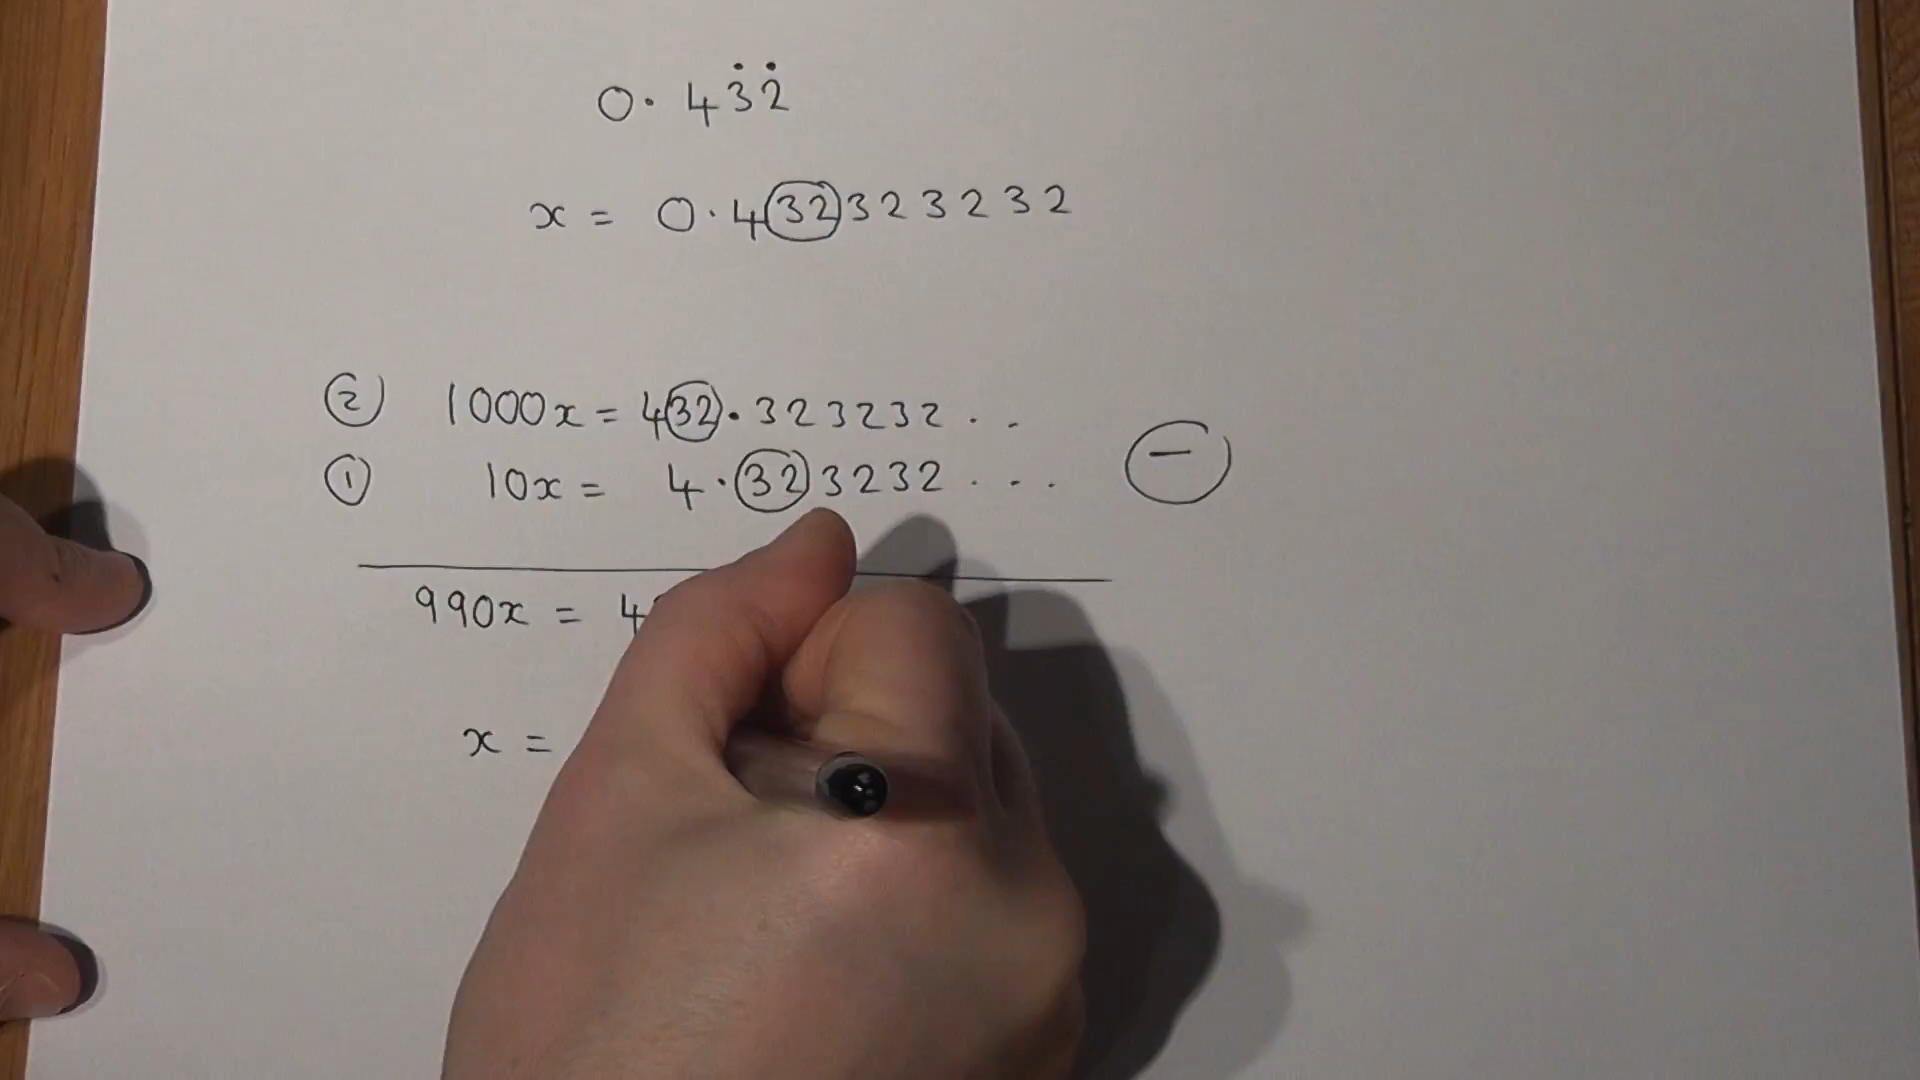 0.43̇2̇
x = 0.432323232
② 1000x = 432.323232..
① 10x = 4.323232...
−
990x = 4
x =